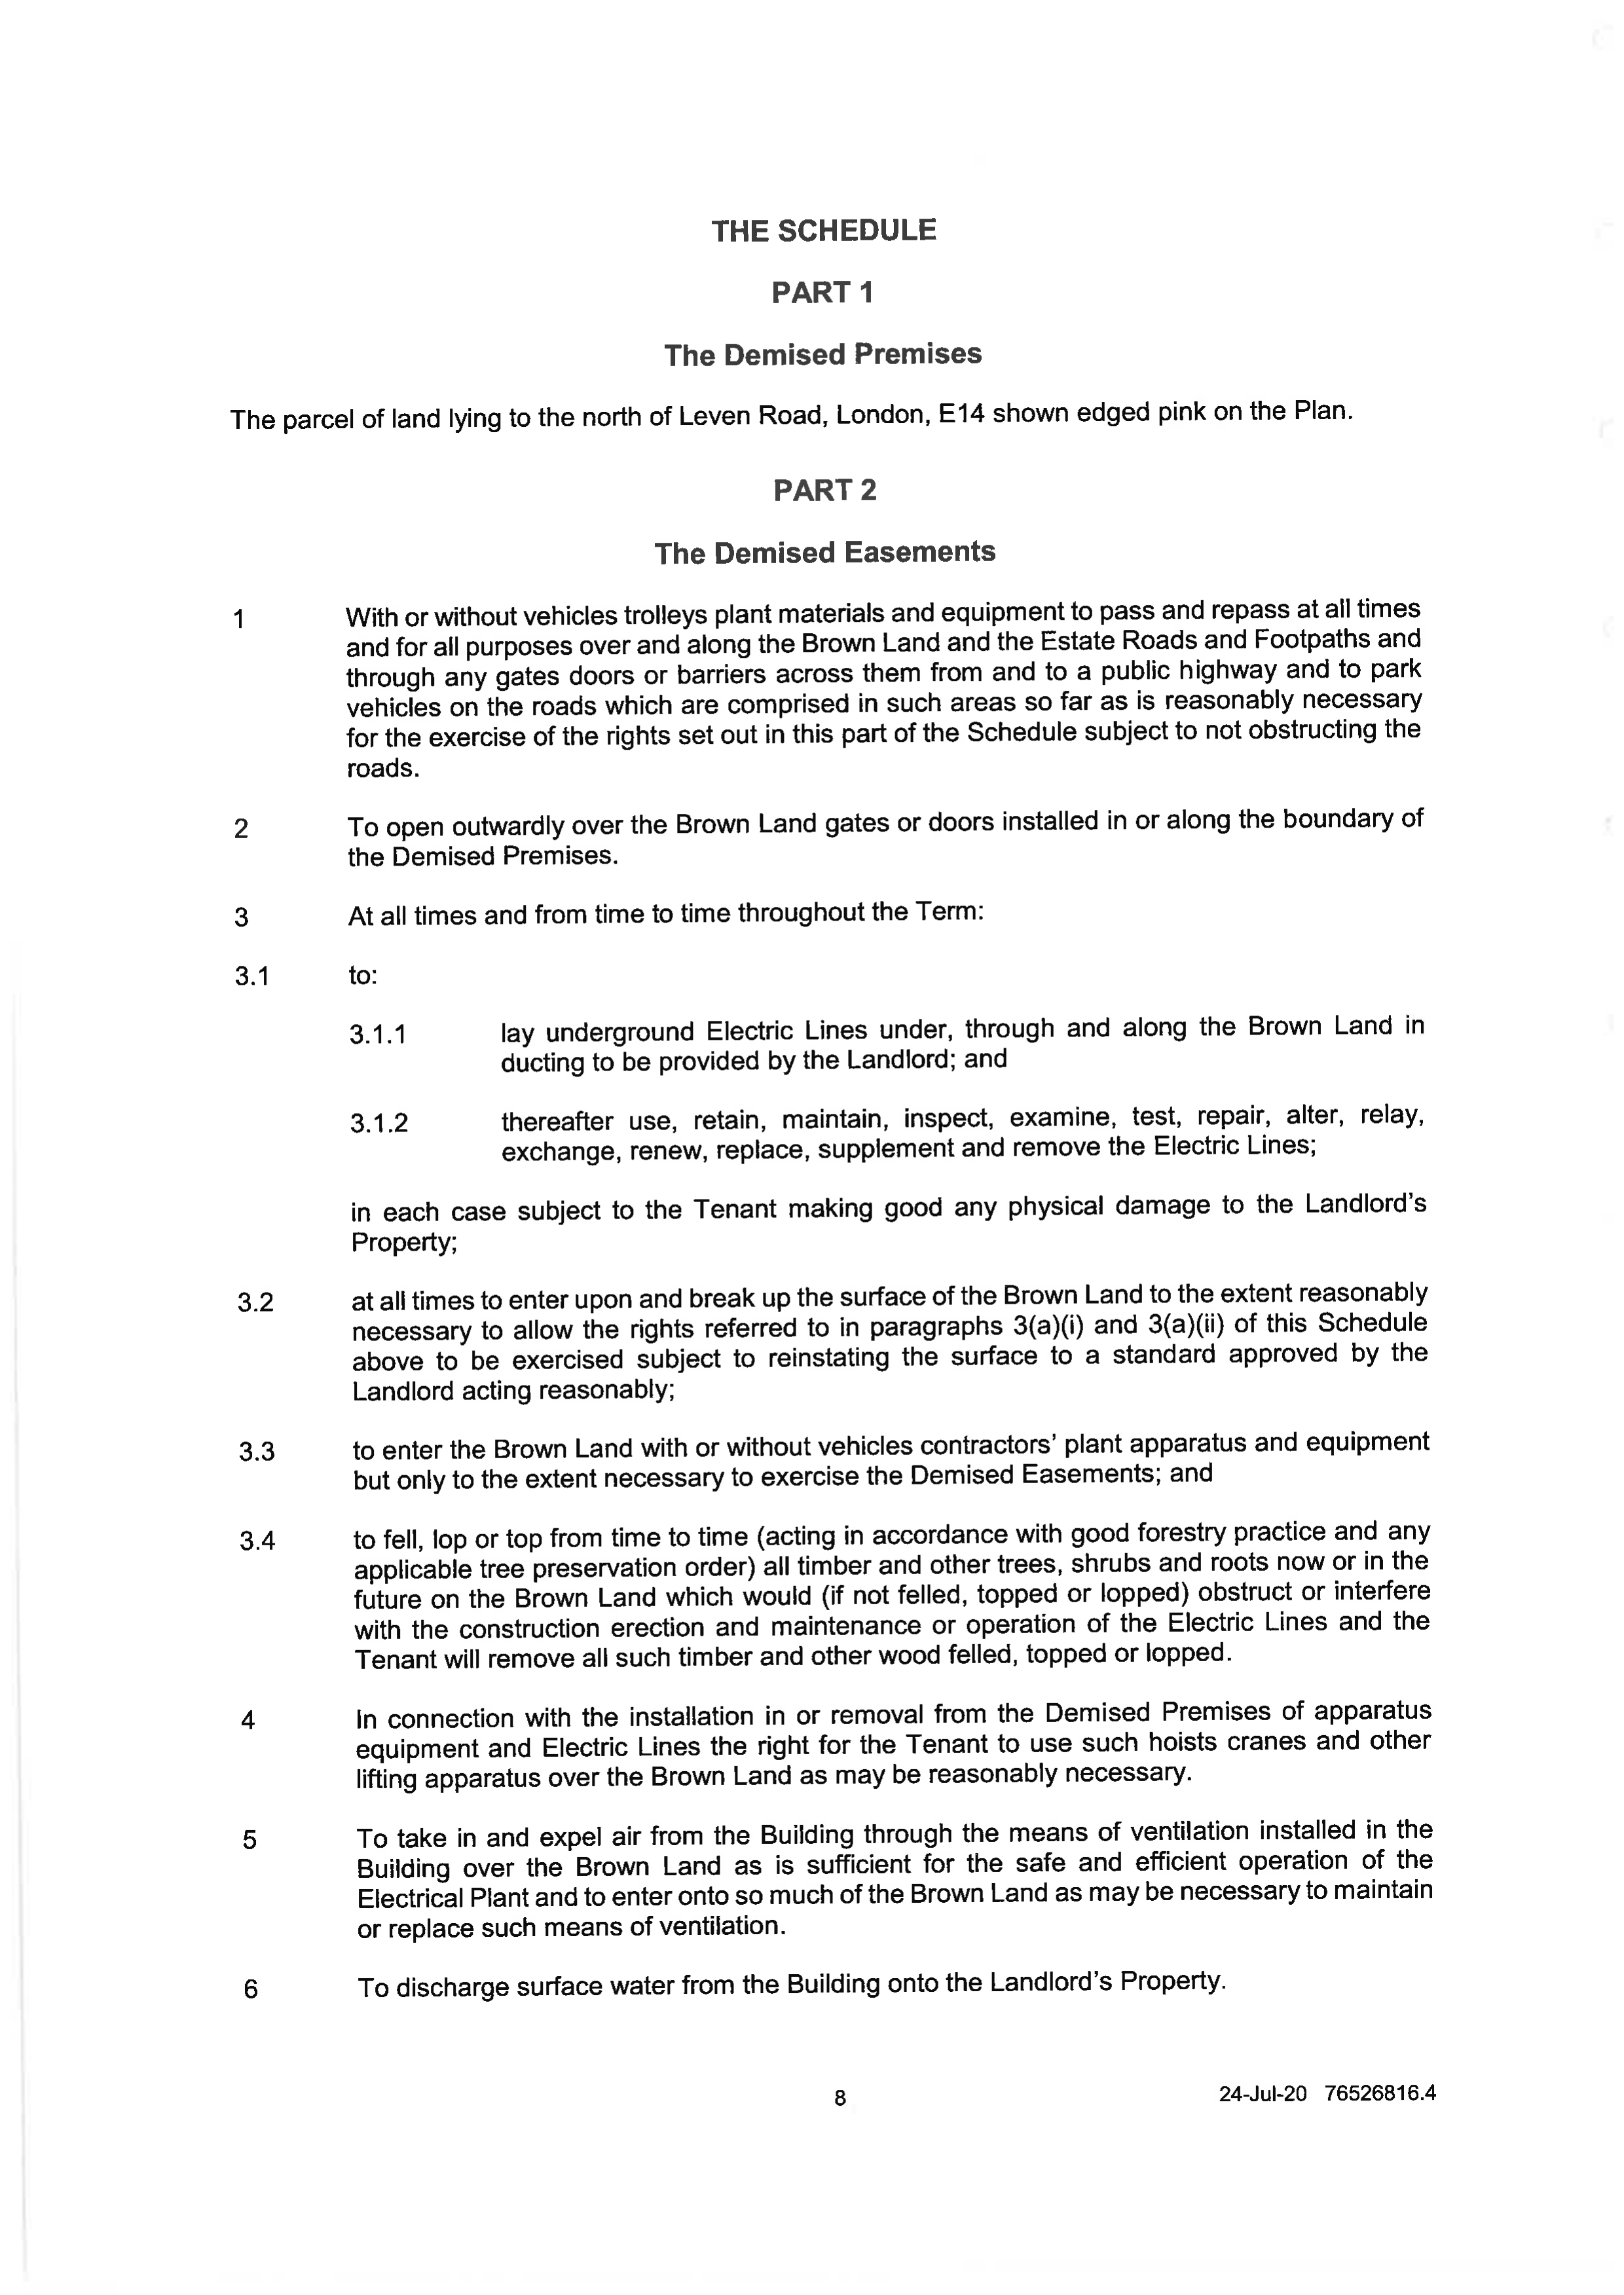 THE SCHEDULE
PART 1
The Demised Premises
The parcel of land lying to the north of Leven Road, London, E14 shown edged pink on the Plan.
PART 2
The Demised Easements
1 With or without vehicles trolleys plant materials and equipment to pass and repass at all times
and for all purposes over and along the Brown Land and the Estate Roads and Footpaths and
through any gates doors or barriers across them from and to a public highway and to park
vehicles on the roads which are comprised in such areas so far as is reasonably necessary
for the exercise of the rights set out in this part of the Schedule subject to not obstructing the
roads.
2 To open outwardly over the Brown Land gates or doors installed in or along the boundary of
the Demised Premises.
3 At all times and from time to time throughout the Term:
3.1 to:
3.1.1 lay underground Electric Lines under, through and along the Brown Land in
ducting to be provided by the Landlord; and
3.1.2 thereafter use, retain, maintain, inspect, examine, test, repair, alter, relay,
exchange, renew, replace, supplement and remove the Electric Lines;
in each case subject to the Tenant making good any physical damage to the Landlord's
Property;
3.2 at all times to enter upon and break up the surface of the Brown Land to the extent reasonably
necessary to allow the rights referred to in paragraphs 3(a)(i) and 3(a)(ii) of this Schedule
above to be exercised subject to reinstating the surface to a standard approved by the
Landlord acting reasonably;
3.3 to enter the Brown Land with or without vehicles contractors' plant apparatus and equipment
but only to the extent necessary to exercise the Demised Easements; and
3.4 to fell, lop or top from time to time (acting in accordance with good forestry practice and any
applicable tree preservation order) all timber and other trees, shrubs and roots now or in the
future on the Brown Land which would (if not felled, topped or lopped) obstruct or interfere
with the construction erection and maintenance or operation of the Electric Lines and the
Tenant will remove all such timber and other wood felled, topped or lopped.
4 In connection with the installation in or removal from the Demised Premises of apparatus
equipment and Electric Lines the right for the Tenant to use such hoists cranes and other
lifting apparatus over the Brown Land as may be reasonably necessary.
5 To take in and expel air from the Building through the means of ventilation installed in the
Building over the Brown Land as is sufficient for the safe and efficient operation of the
Electrical Plant and to enter onto so much of the Brown Land as may be necessary to maintain
or replace such means of ventilation.
6 To discharge surface water from the Building onto the Landlord's Property.
8 24-Jul-20 76526816.4